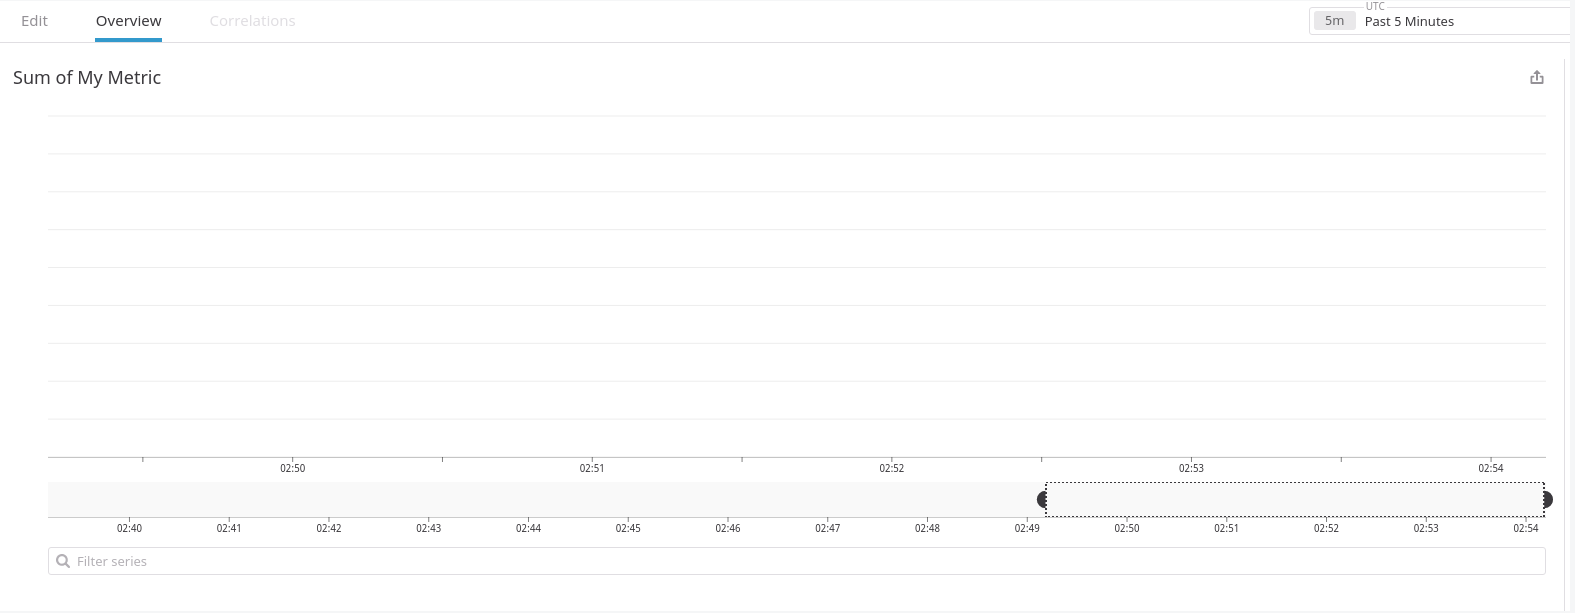 Edit Overview Correlations
UTC
5m Past 5 Minutes
Sum of My Metric
02:50 02:51 02:52 02:53 02:54
02:40 02:41 02:42 02:43 02:44 02:45 02:46 02:47 02:48 02:49 02:50 02:51 02:52 02:53 02:54
Filter series